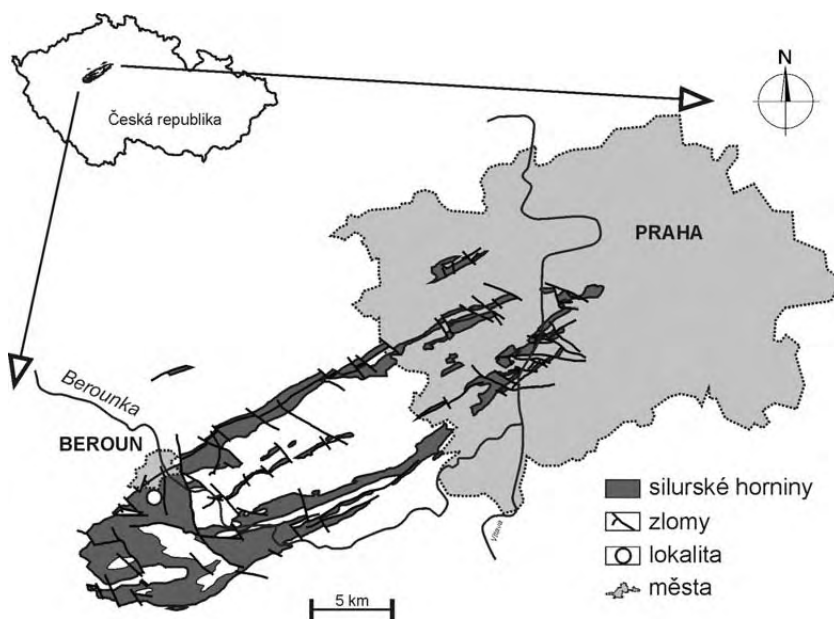 Česká republika
N
PRAHA
Berounka
BEROUN
Vltava
silurské horniny
zlomy
lokalita
města
5 km